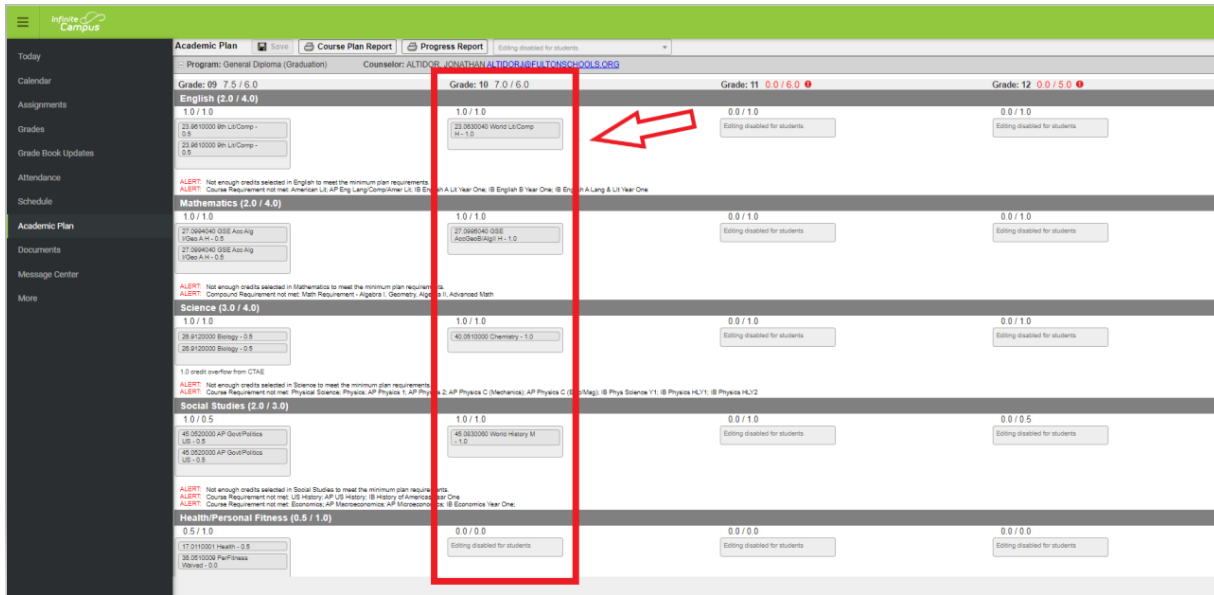 Infinite Campus
Today
Calendar
Assignments
Grades
Grade Book Updates
Attendance
Schedule
Academic Plan
Documents
Message Center
More
Academic Plan Save Course Plan Report Progress Report Editing disabled for students
Program: General Diploma (Graduation) Counselor: ALTIDOR, JONATHAN ALTIDORJ@FULTONSCHOOLS.ORG
Grade: 09 7.5 / 6.0 Grade: 10 7.0 / 6.0 Grade: 11 0.0 / 6.0 Grade: 12 0.0 / 5.0
English (2.0 / 4.0)
1.0 / 1.0 1.0 / 1.0 0.0 / 1.0 0.0 / 1.0
23.0610000 9th Lit/Comp - 0.5 23.0630040 World Lit/Comp H - 1.0 Editing disabled for students Editing disabled for students
23.0610000 9th Lit/Comp - 0.5
ALERT: Not enough credits selected in English to meet the minimum plan requirements.
ALERT: Course Requirement not met: American Lit; AP Eng Lang/Comp/Amer Lit; IB English A Lit Year One; IB English B Year One; IB English A Lang & Lit Year One
Mathematics (2.0 / 4.0)
1.0 / 1.0 1.0 / 1.0 0.0 / 1.0 0.0 / 1.0
27.0994040 GSE Acc Alg I/Geo A H - 0.5 27.0995040 GSE AccGeoB/AlgII H - 1.0 Editing disabled for students Editing disabled for students
27.0994040 GSE Acc Alg I/Geo A H - 0.5
ALERT: Not enough credits selected in Mathematics to meet the minimum plan requirements.
ALERT: Compound Requirement not met: Math Requirement - Algebra I, Geometry, Algebra II, Advanced Math
Science (3.0 / 4.0)
1.0 / 1.0 1.0 / 1.0 0.0 / 1.0 0.0 / 1.0
26.0120000 Biology - 0.5 40.0510000 Chemistry - 1.0 Editing disabled for students Editing disabled for students
26.0120000 Biology - 0.5
1.0 credit overflow from CTAE
ALERT: Not enough credits selected in Science to meet the minimum plan requirements.
ALERT: Course Requirement not met: Physical Science; Physics; AP Physics 1; AP Physics 2; AP Physics C (Mechanics); AP Physics C (Mag); IB Phys Science Y1; IB Physics HLY1; IB Physics HLY2
Social Studies (2.0 / 3.0)
1.0 / 0.5 1.0 / 1.0 0.0 / 1.0 0.0 / 0.5
45.0520000 AP Govt/Politics US - 0.5 45.0830060 World History M - 1.0 Editing disabled for students Editing disabled for students
45.0520000 AP Govt/Politics US - 0.5
ALERT: Not enough credits selected in Social Studies to meet the minimum plan requirements.
ALERT: Course Requirement not met: US History; AP US History; IB History of Americas Year One
ALERT: Course Requirement not met: Economics; AP Macroeconomics; AP Microeconomics; IB Economics Year One;
Health/Personal Fitness (0.5 / 1.0)
0.5 / 1.0 0.0 / 0.0 0.0 / 0.0 0.0 / 0.0
17.0110001 Health - 0.5 Editing disabled for students Editing disabled for students Editing disabled for students
36.0510009 PerFitness Waived - 0.0